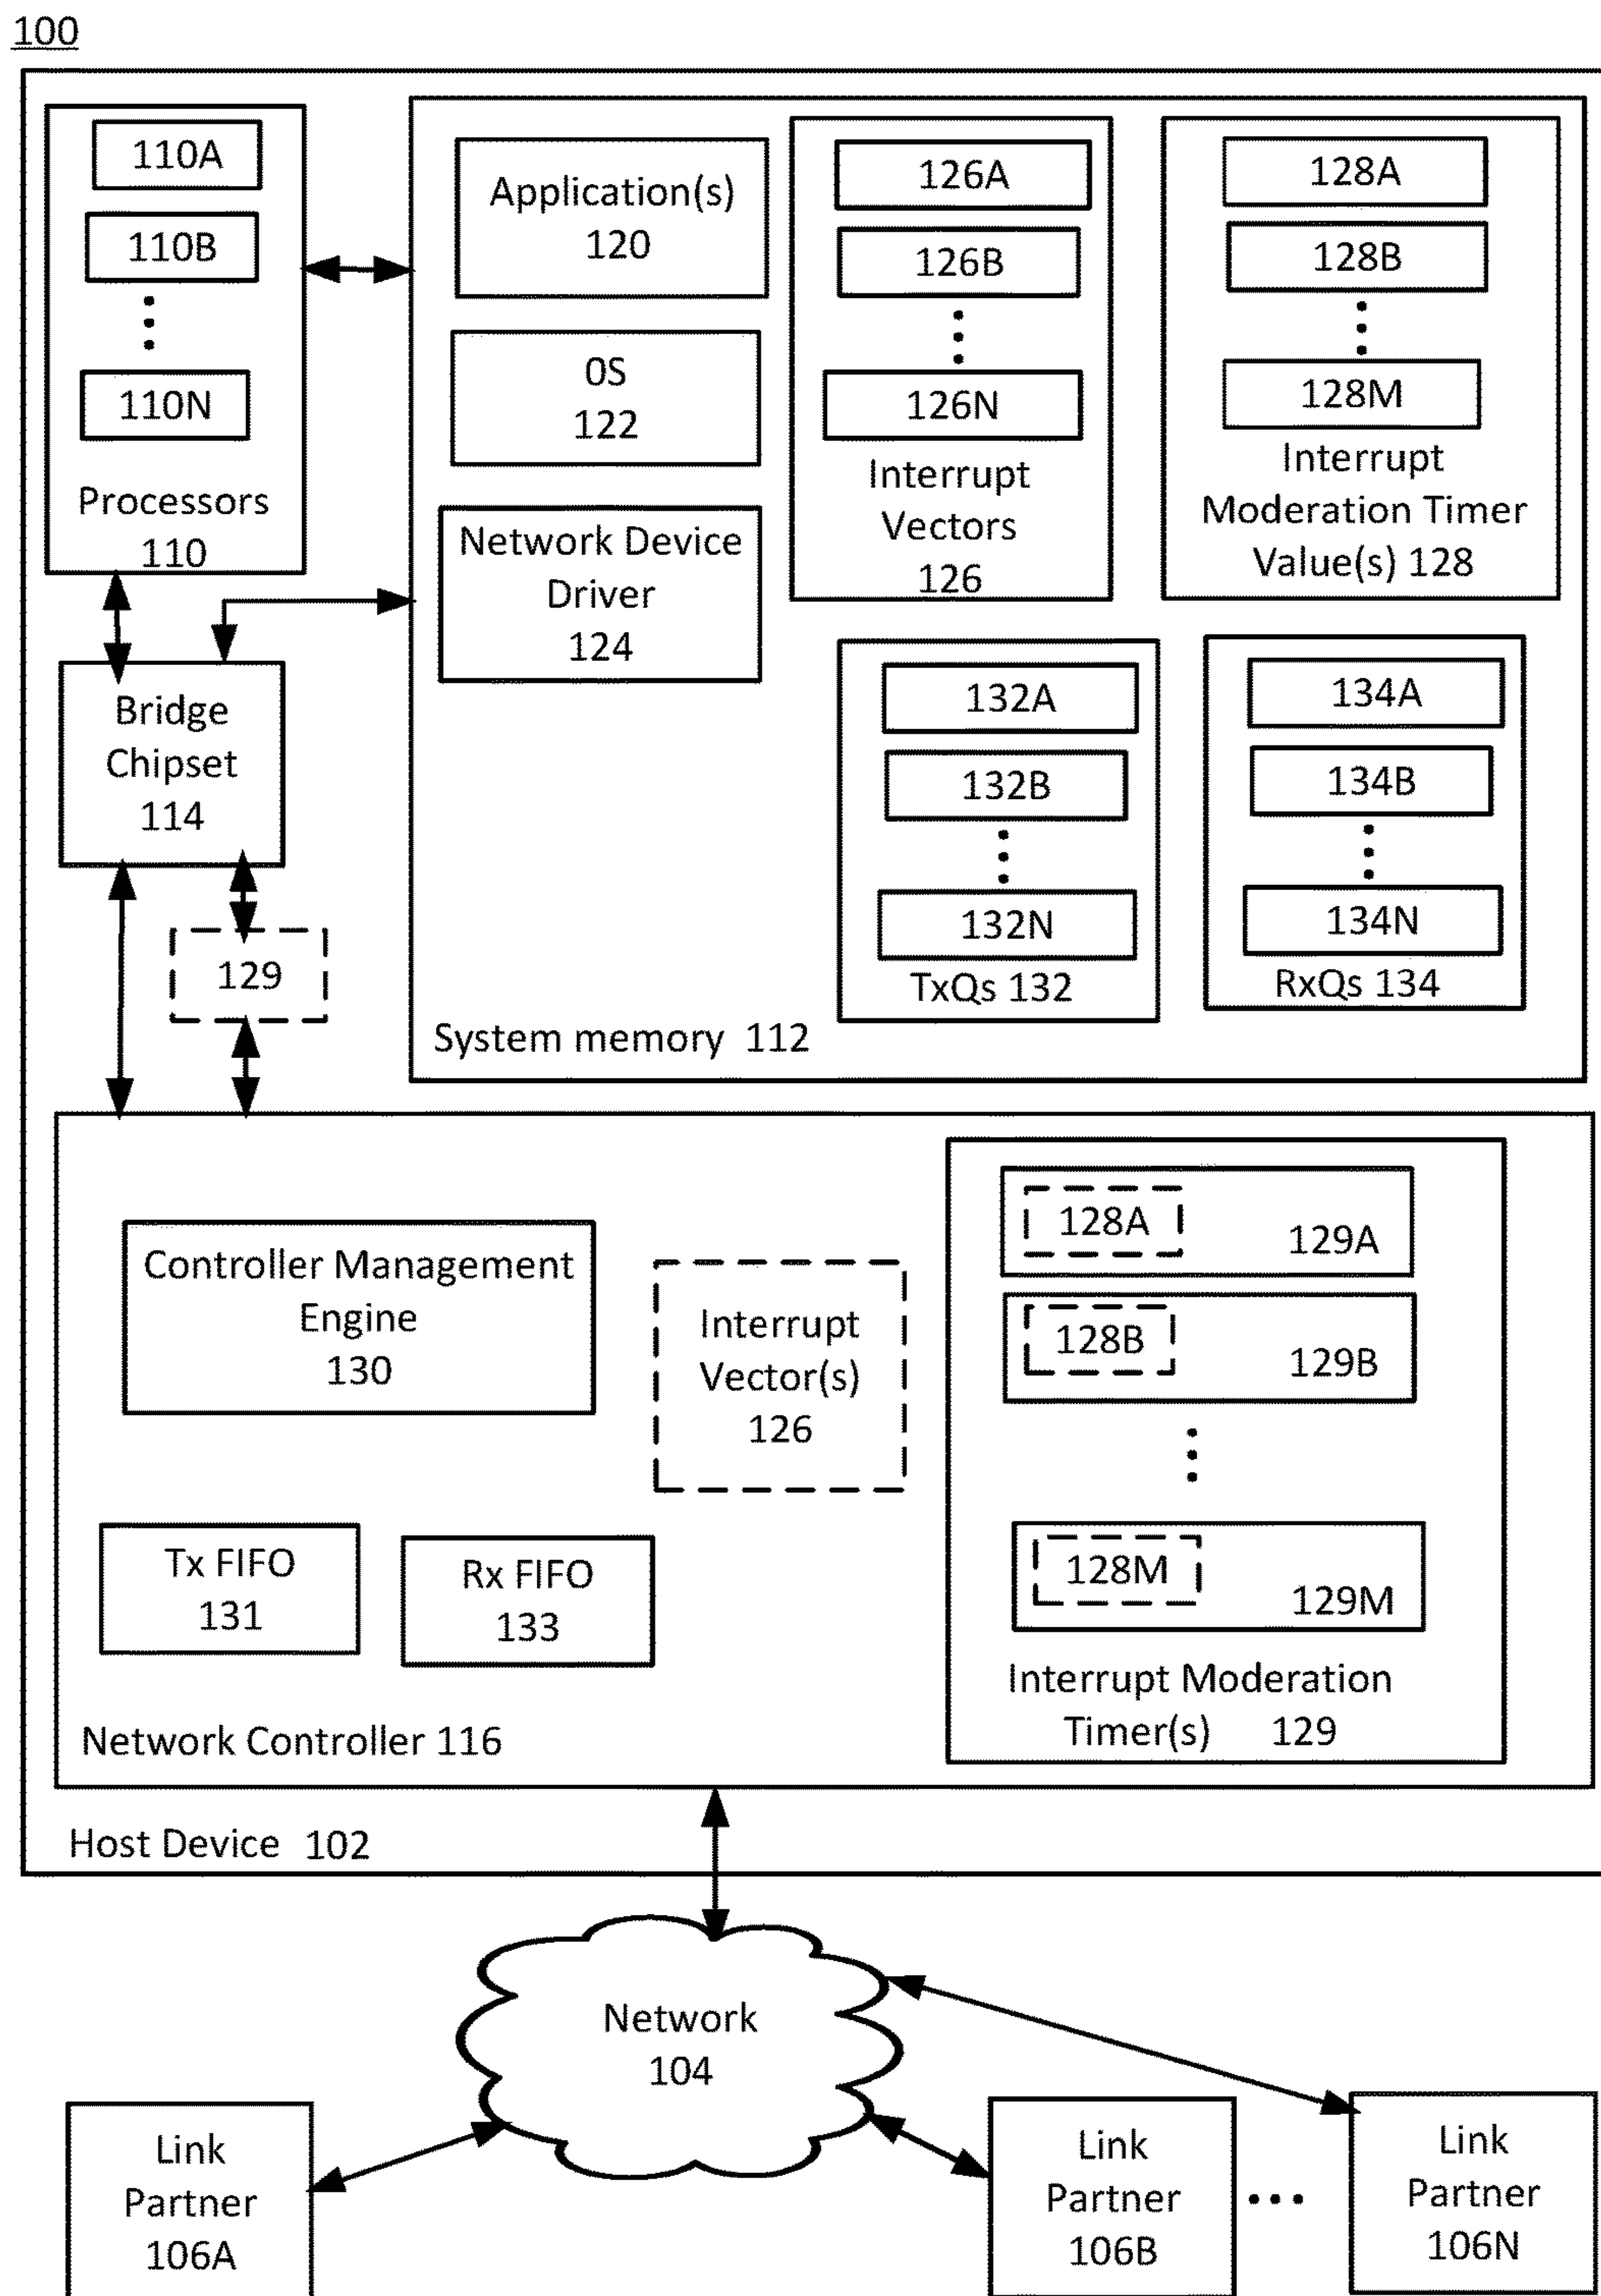 100
110A
110B
110N
Processors
110
Application(s)
120
0S
122
Network Device
Driver
124
126A
126B
126N
Interrupt
Vectors
126
128A
128B
128M
Interrupt
Moderation Timer
Value(s) 128
132A
132B
132N
TxQs 132
134A
134B
134N
RxQs 134
System memory 112
Bridge
Chipset
114
129
Controller Management
Engine
130
Interrupt
Vector(s)
126
128A
129A
128B
129B
128M
129M
Interrupt Moderation
Timer(s) 129
Tx FIFO
131
Rx FIFO
133
Network Controller 116
Host Device 102
Network
104
Link
Partner
106A
Link
Partner
106B
Link
Partner
106N